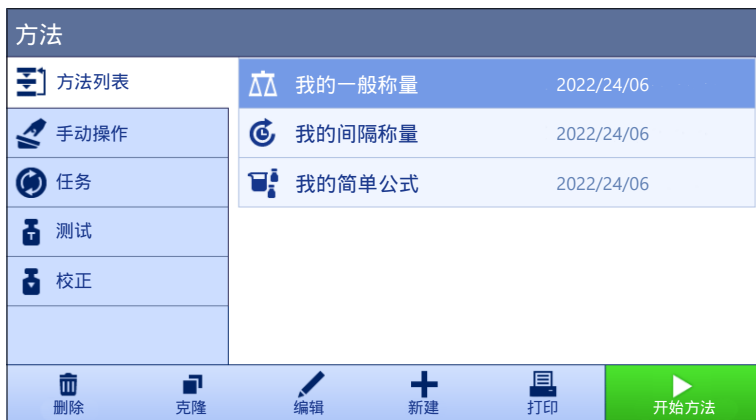 方法
方法列表
我的一般称量 2022/24/06
手动操作
我的间隔称量 2022/24/06
任务
我的简单公式 2022/24/06
测试
校正
删除 克隆 编辑 新建 打印 开始方法